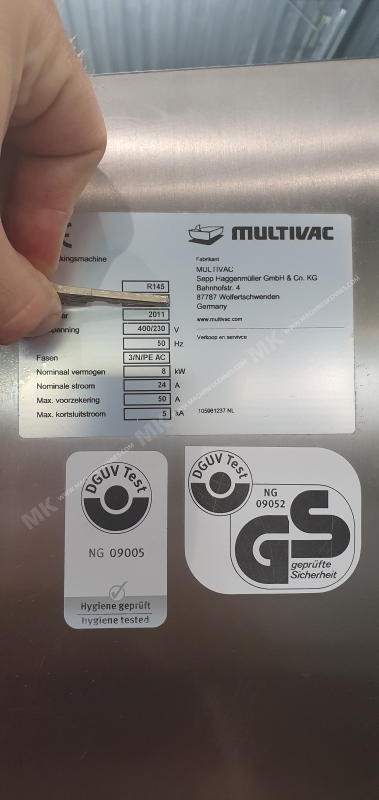 CE
MULTIVAC
kingsmachine
Fabrikant
MULTIVAC
Sepp Haggenmüller GmbH & Co. KG
Bahnhofstr. 4
87787 Wolfertschwenden
Germany
www.multivac.com
Verkoop en servivce
R145
ar 2011
panning 400/230 V
50 Hz
Fasen 3/N/PE AC
Nominaal vermogen 8 kW
Nominale stroom 24 A
Max. voorzekering 50 A
Max. kortsluitstroom 5 kA
105981237 NL
DGUV Test
NG 09005
Hygiene geprüft
hygiene tested
DGUV Test
NG
09052
GS
geprüfte
Sicherheit